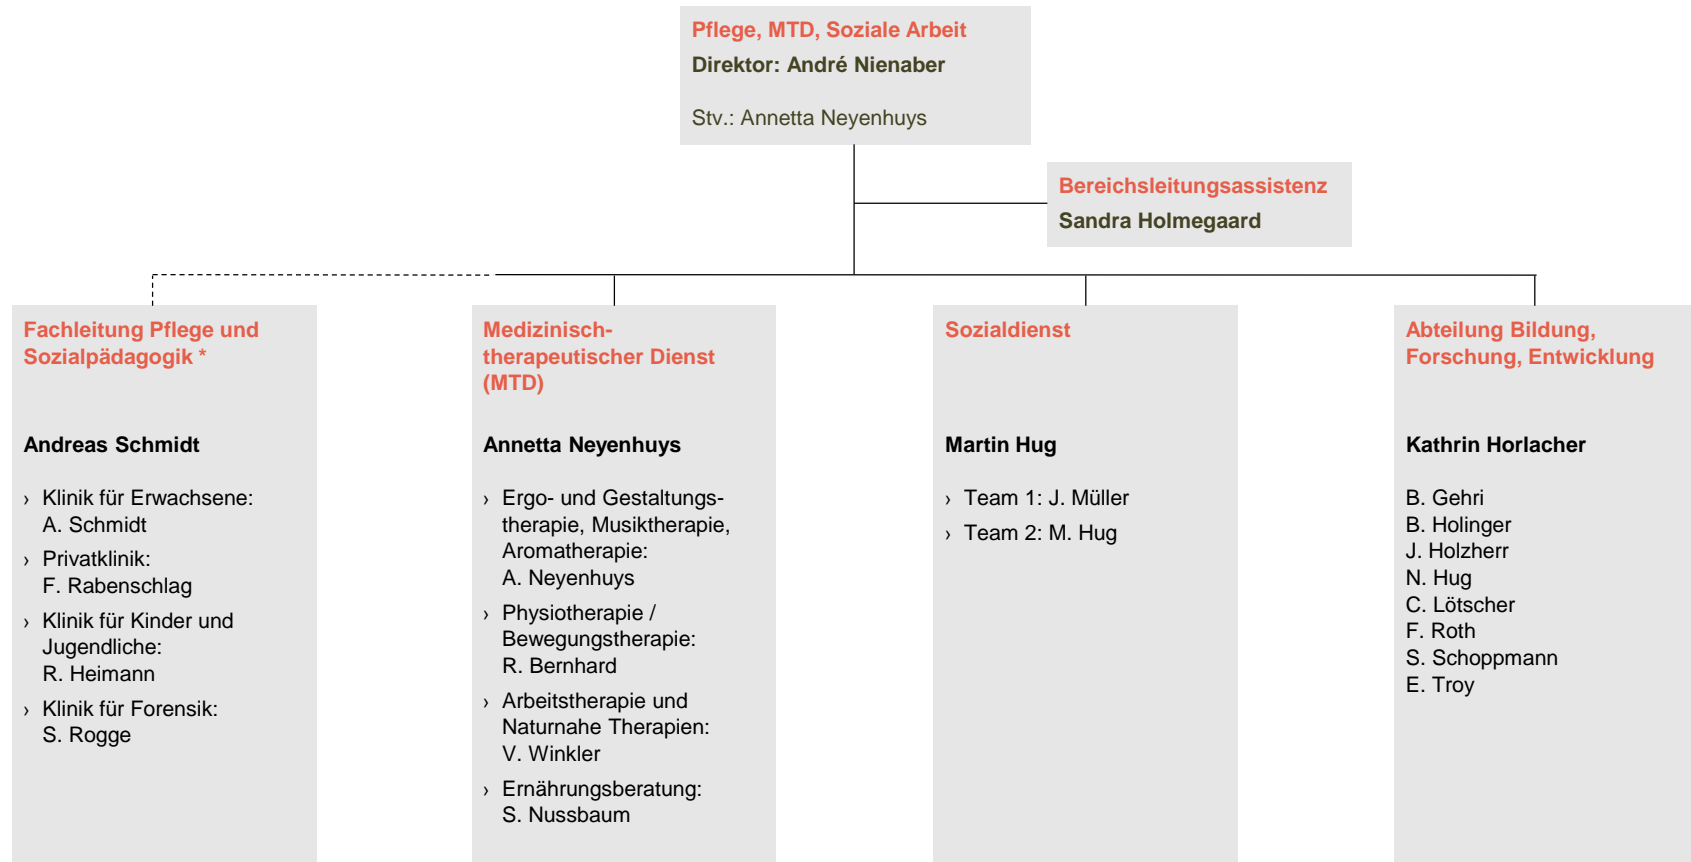 Pflege, MTD, Soziale Arbeit
Direktor: André Nienaber
Stv.: Annetta Neyenhuys
Bereichsleitungsassistenz
Sandra Holmegaard
Fachleitung Pflege und
Sozialpädagogik *
Andreas Schmidt
› Klinik für Erwachsene:
A. Schmidt
› Privatklinik:
F. Rabenschlag
› Klinik für Kinder und
Jugendliche:
R. Heimann
› Klinik für Forensik:
S. Rogge
Medizinisch-
therapeutischer Dienst
(MTD)
Annetta Neyenhuys
› Ergo- und Gestaltungs-
therapie, Musiktherapie,
Aromatherapie:
A. Neyenhuys
› Physiotherapie /
Bewegungstherapie:
R. Bernhard
› Arbeitstherapie und
Naturnahe Therapien:
V. Winkler
› Ernährungsberatung:
S. Nussbaum
Sozialdienst
Martin Hug
› Team 1: J. Müller
› Team 2: M. Hug
Abteilung Bildung,
Forschung, Entwicklung
Kathrin Horlacher
B. Gehri
B. Holinger
J. Holzherr
N. Hug
C. Lötscher
F. Roth
S. Schoppmann
E. Troy